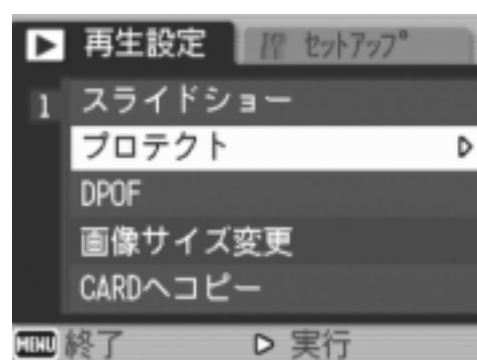 再生設定 セットアップ
1 スライドショー
プロテクト
DPOF
画像サイズ変更
CARDへコピー
MENU 終了 実行